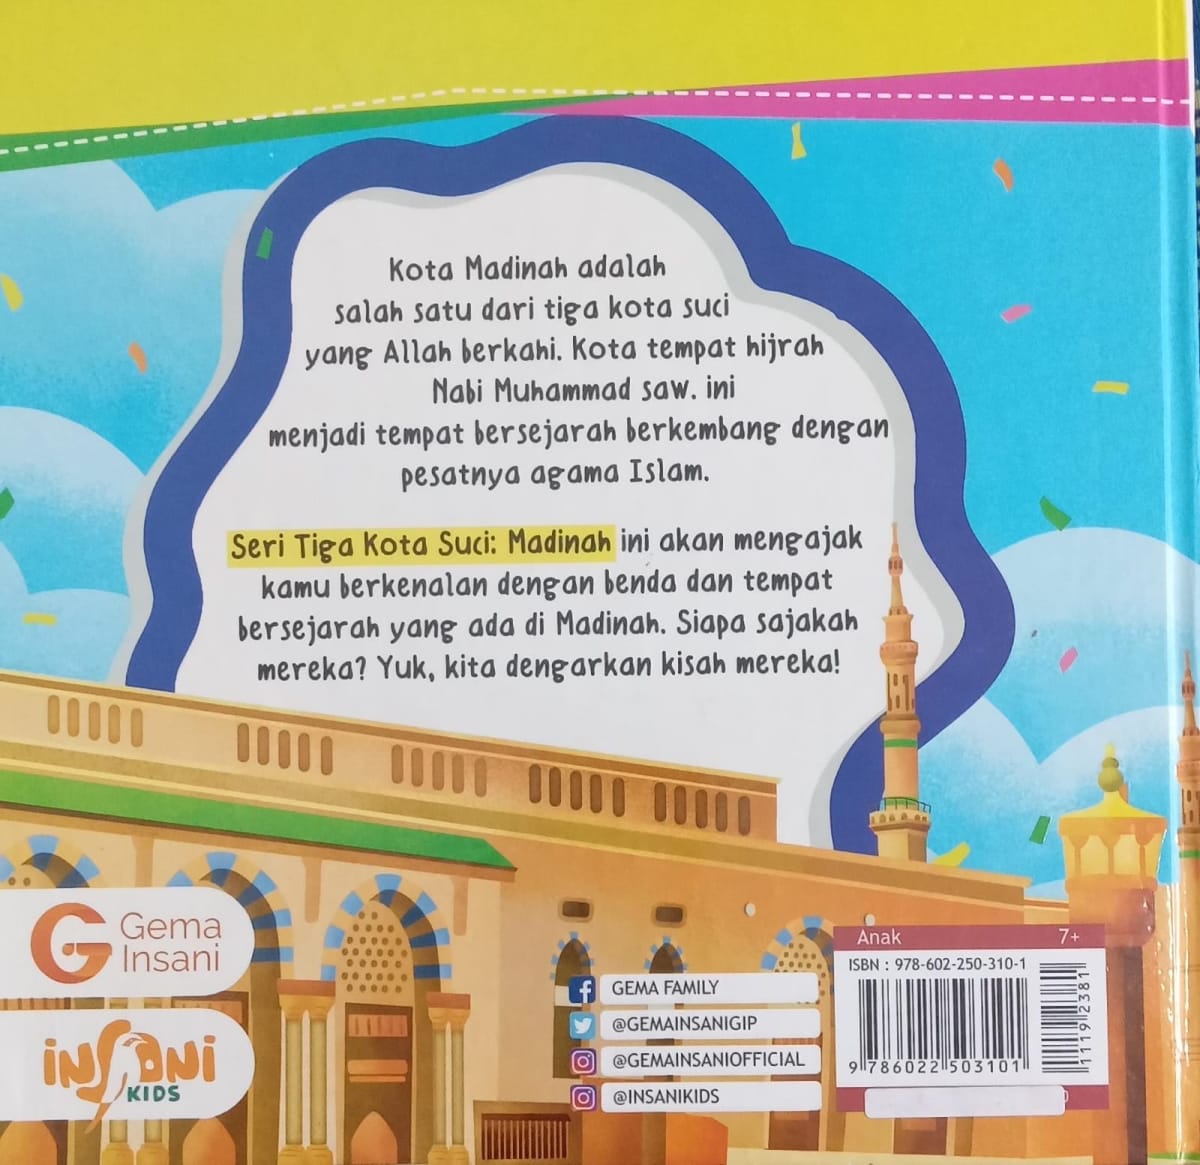 Kota Madinah adalah
salah satu dari tiga kota suci
yang Allah berkahi. Kota tempat hijrah
Nabi Muhammad saw. ini
menjadi tempat bersejarah berkembang dengan
pesatnya agama Islam.
Seri Tiga Kota Suci: Madinah ini akan mengajak
kamu berkenalan dengan benda dan tempat
bersejarah yang ada di Madinah. Siapa sajakah
mereka? Yuk, kita dengarkan kisah mereka!
Gema
Insani
iNSANi
KIDS
GEMA FAMILY
@GEMAINSANIGIP
@GEMAINSANIOFFICIAL
@INSANIKIDS
Anak 7+
ISBN : 978-602-250-310-1
9 786022 503101
11192381